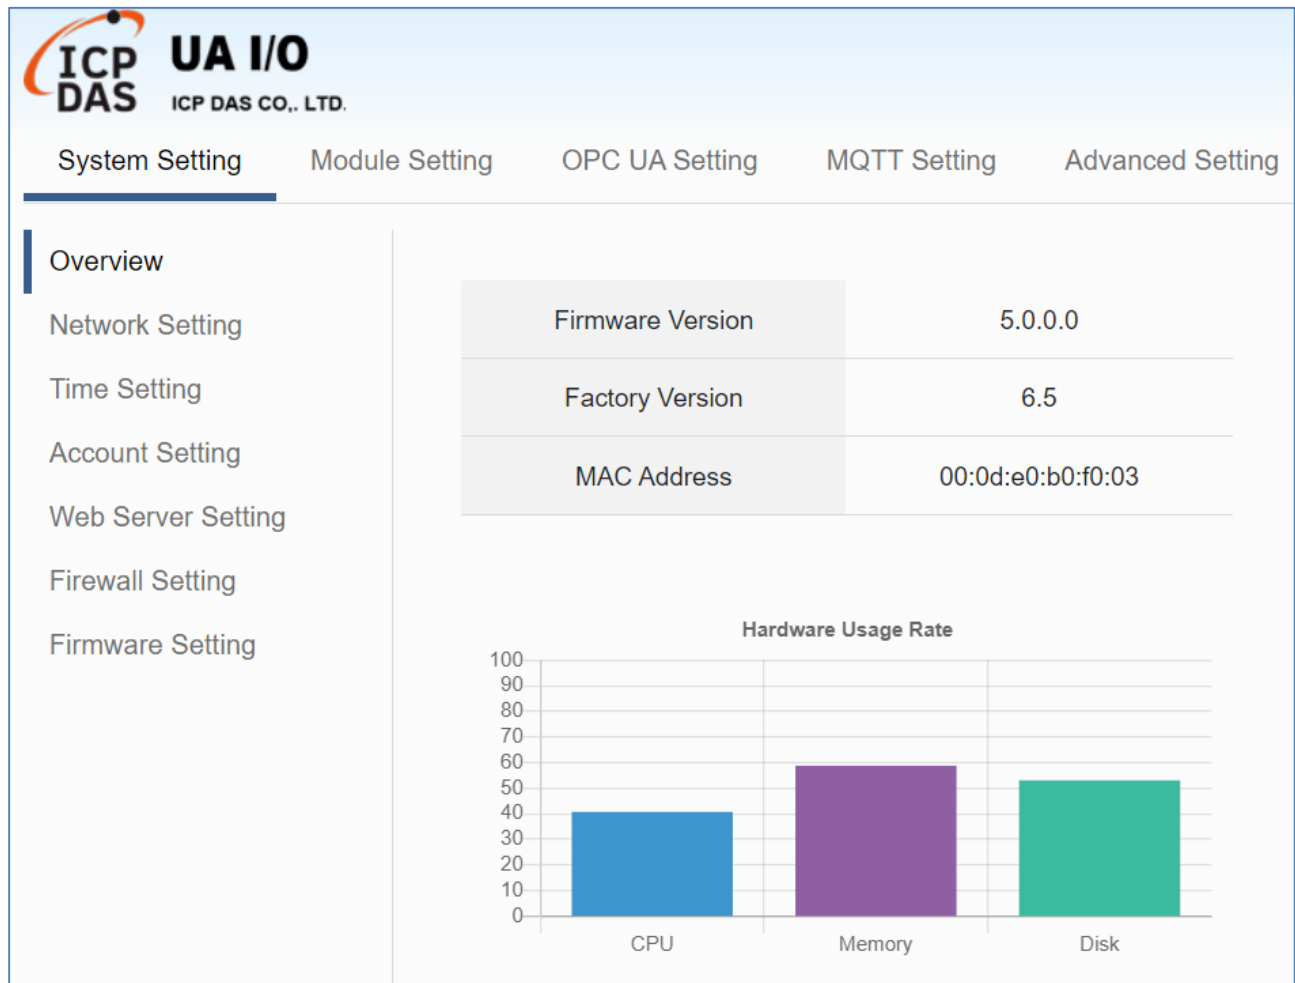 ICP
DAS
UA I/O
ICP DAS CO,. LTD.
System Setting Module Setting OPC UA Setting MQTT Setting Advanced Setting
Overview
Network Setting
Time Setting
Account Setting
Web Server Setting
Firewall Setting
Firmware Setting
Firmware Version 5.0.0.0
Factory Version 6.5
MAC Address 00:0d:e0:b0:f0:03
Hardware Usage Rate
100
90
80
70
60
50
40
30
20
10
0
CPU Memory Disk